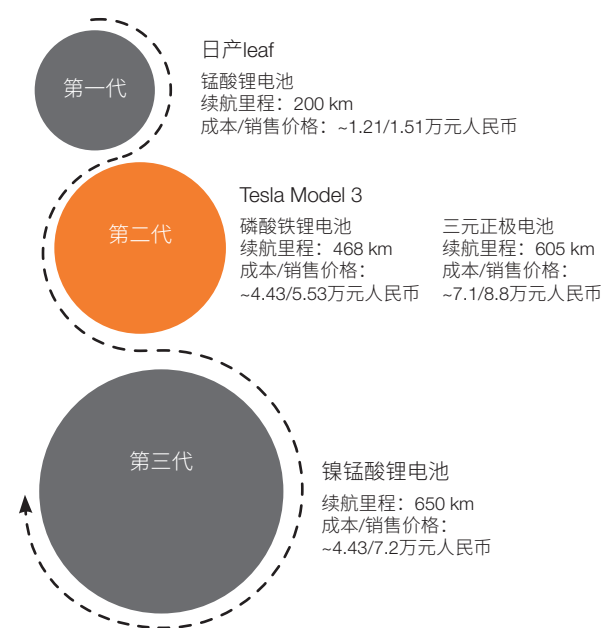 第一代
日产leaf
锰酸锂电池
续航里程：200 km
成本/销售价格：~1.21/1.51万元人民币
第二代
Tesla Model 3
磷酸铁锂电池
续航里程：468 km
成本/销售价格：
~4.43/5.53万元人民币
三元正极电池
续航里程：605 km
成本/销售价格：
~7.1/8.8万元人民币
第三代
镍锰酸锂电池
续航里程：650 km
成本/销售价格：
~4.43/7.2万元人民币